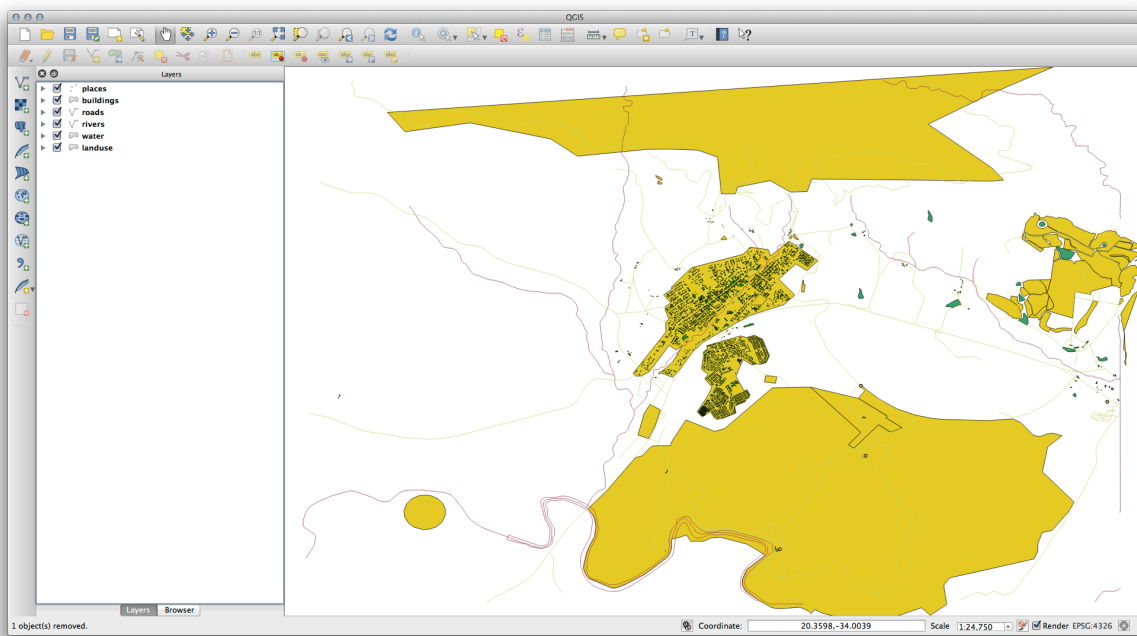 QGIS
Layers
places
buildings
roads
rivers
water
landuse
Layers Browser
1 object(s) removed.
Coordinate: 20.3598,-34.0039
Scale 1:24,750
Render EPSG:4326